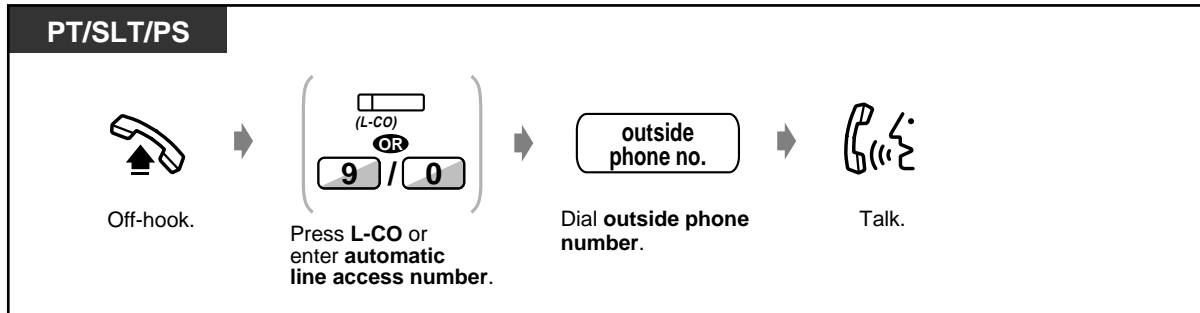 PT/SLT/PS
(L-CO)
OR
9 / 0
outside
phone no.
Off-hook.
Press L-CO or
enter automatic
line access number.
Dial outside phone
number.
Talk.